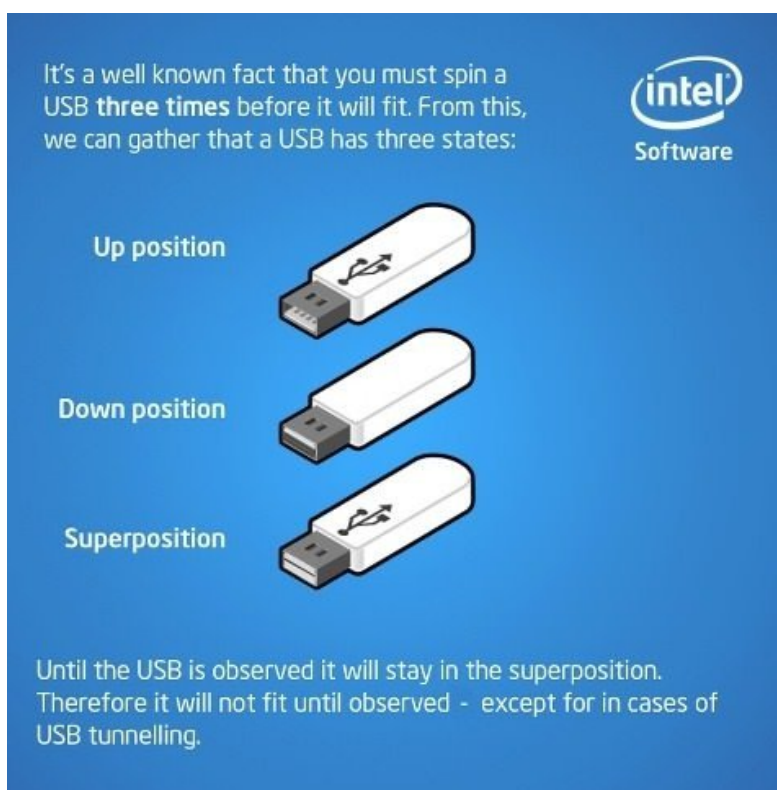 It's a well known fact that you must spin a
USB three times before it will fit. From this,
we can gather that a USB has three states:
intel
Software
Up position
Down position
Superposition
Until the USB is observed it will stay in the superposition.
Therefore it will not fit until observed - except for in cases of
USB tunnelling.